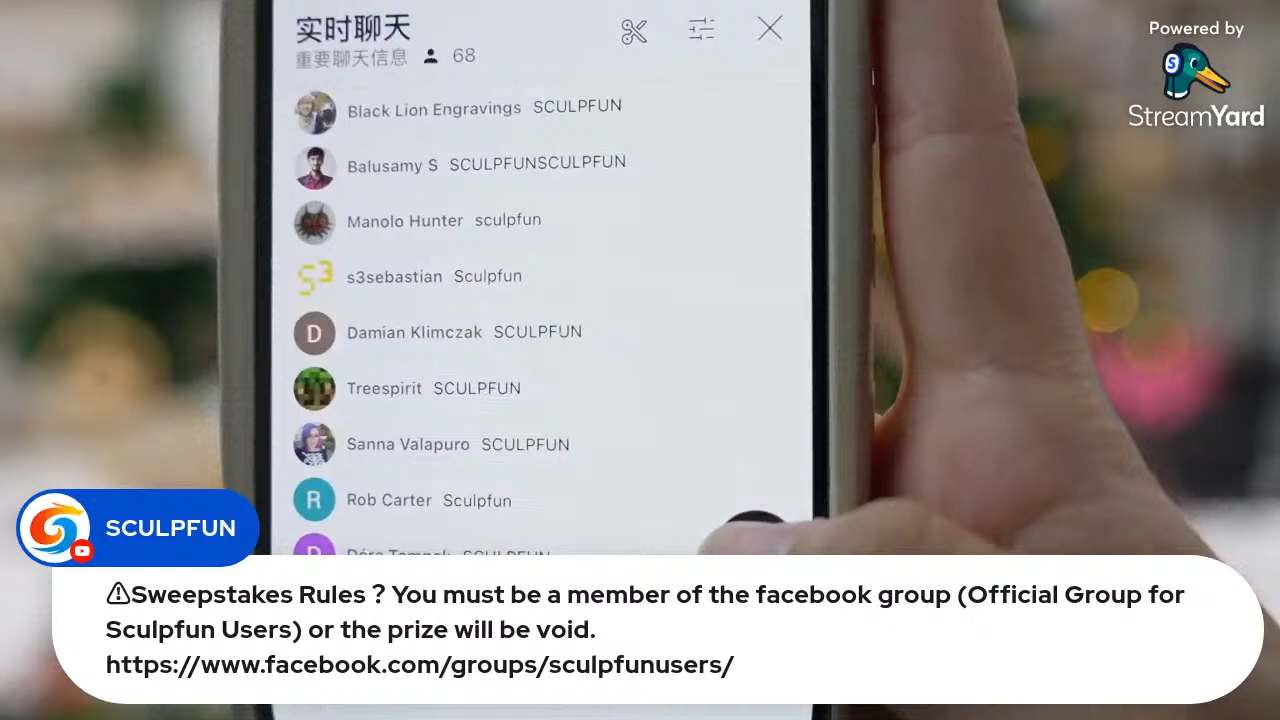 实时聊天
重要聊天信息 68
Black Lion Engravings SCULPFUN
Balusamy S SCULPFUNSCULPFUN
Manolo Hunter sculpfun
s3sebastian Sculpfun
Damian Klimczak SCULPFUN
Treespirit SCULPFUN
Sanna Valapuro SCULPFUN
Rob Carter Sculpfun
SCULPFUN
Powered by
StreamYard
SCULPFUN
⚠Sweepstakes Rules ? You must be a member of the facebook group (Official Group for
Sculpfun Users) or the prize will be void.
https://www.facebook.com/groups/sculpfunusers/